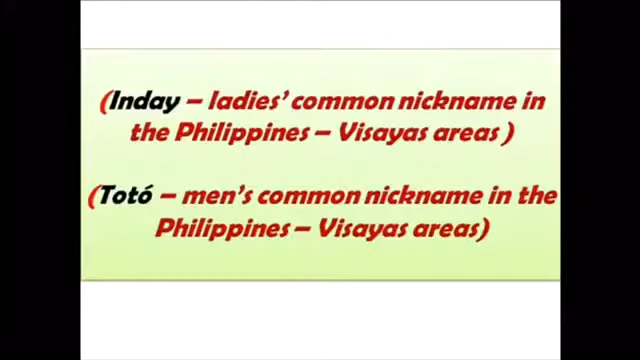 (Inday – ladies’ common nickname in
the Philippines – Visayas areas )
(Totó – men’s common nickname in the
Philippines – Visayas areas)